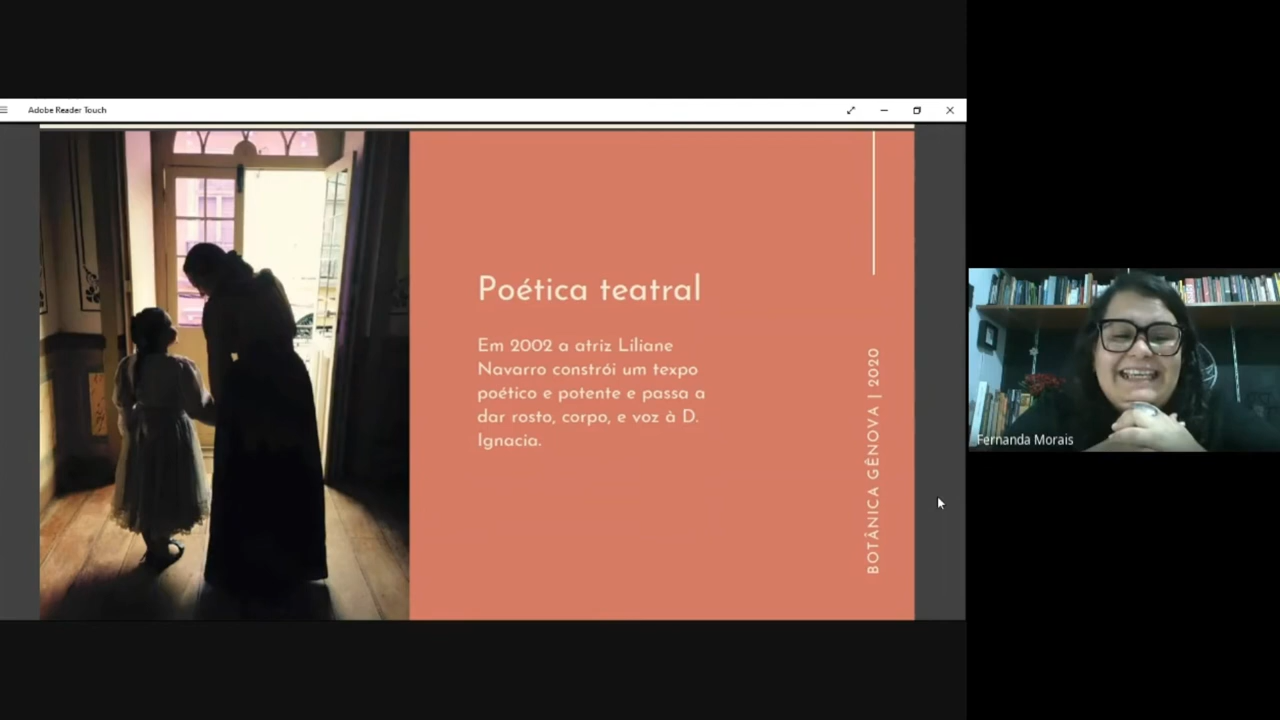 Adobe Reader Touch
Poética teatral
Em 2002 a atriz Liliane
Navarro constrói um texpo
poético e potente e passa a
dar rosto, corpo, e voz à D.
Ignacia.
BOTÂNICA GÊNOVA | 2020
Fernanda Morais